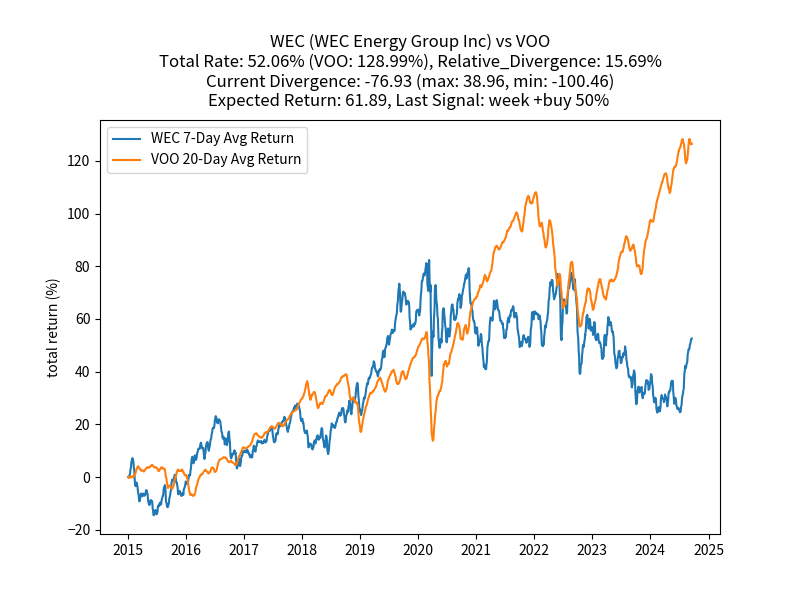 WEC (WEC Energy Group Inc) vs VOO
Total Rate: 52.06% (VOO: 128.99%), Relative_Divergence: 15.69%
Current Divergence: -76.93 (max: 38.96, min: -100.46)
Expected Return: 61.89, Last Signal: week +buy 50%
WEC 7-Day Avg Return
VOO 20-Day Avg Return
total return (%)
120
100
80
60
40
20
0
−20
2015 2016 2017 2018 2019 2020 2021 2022 2023 2024 2025